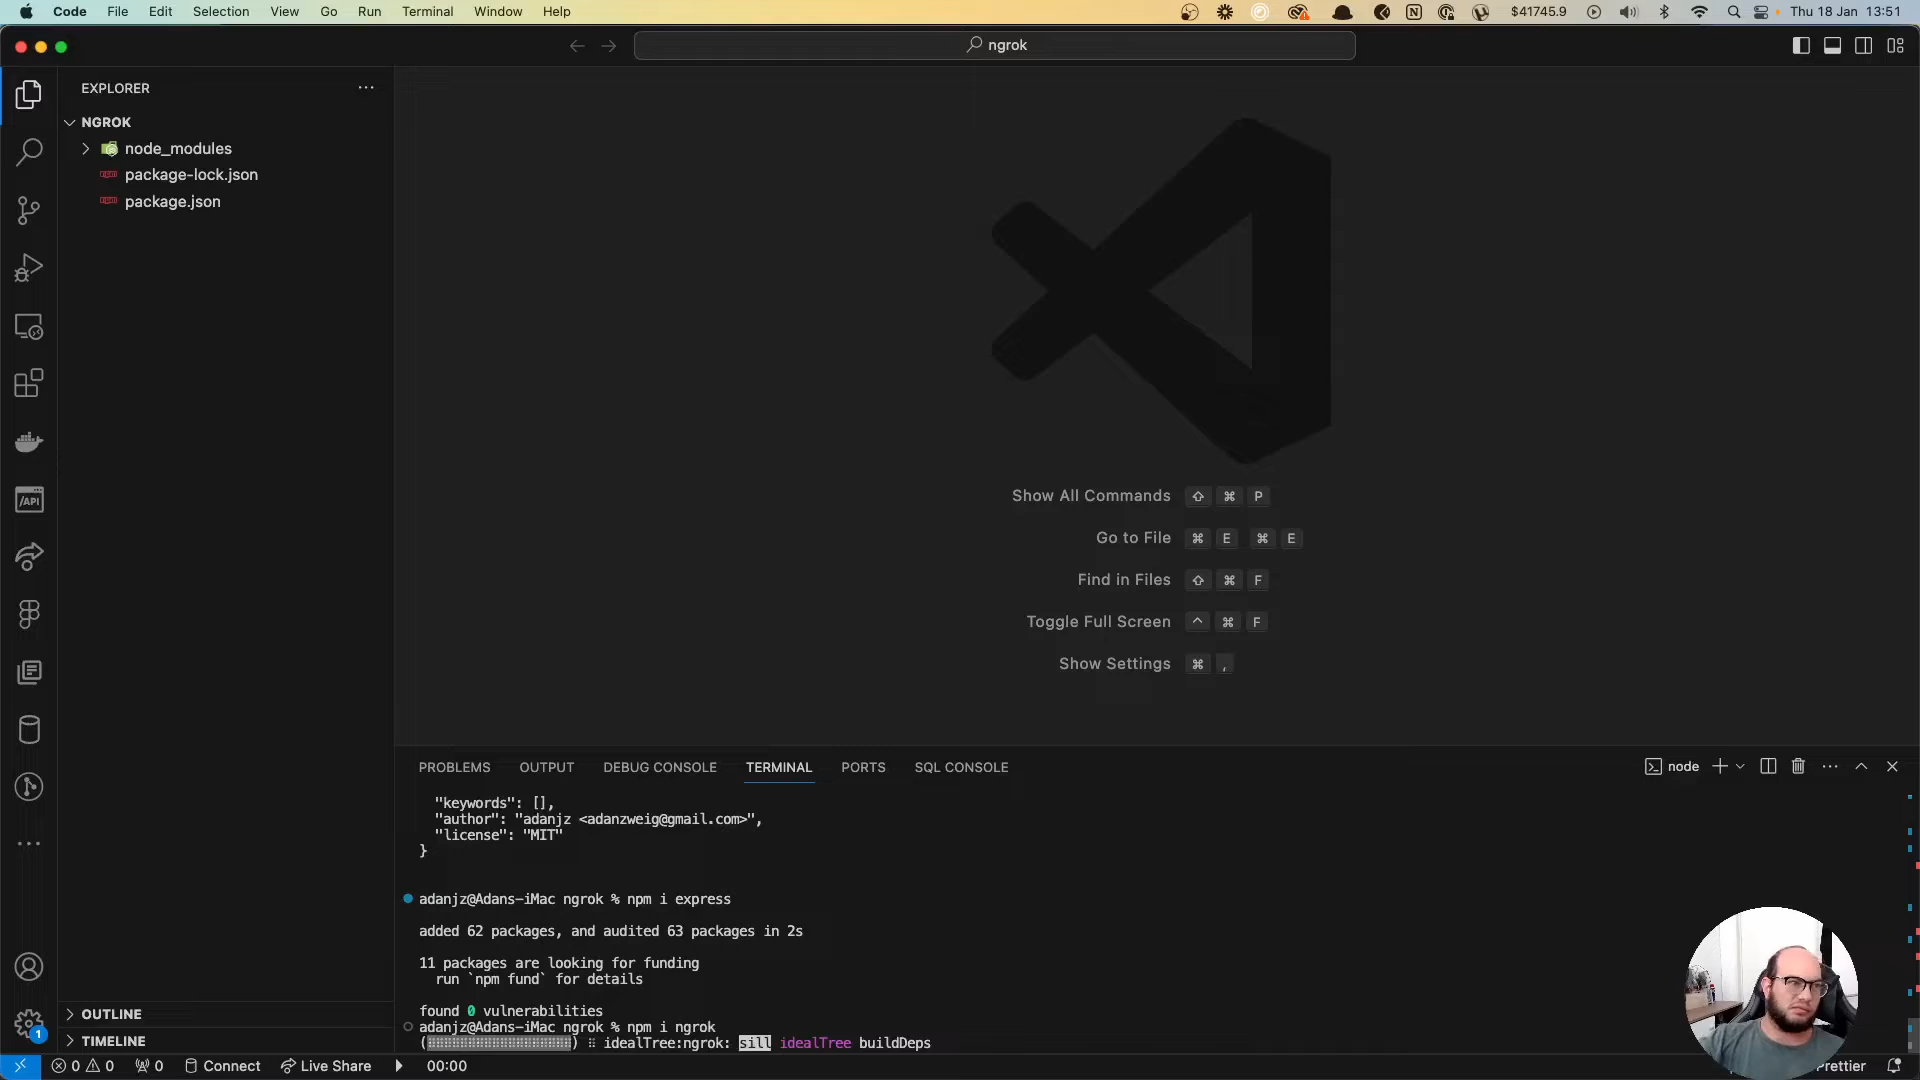 Code File Edit Selection View Go Run Terminal Window Help
$41745.9 Thu 18 Jan 13:51
ngrok
EXPLORER
NGROK
node_modules
package-lock.json
package.json
/API
Show All Commands ⇧ ⌘ P
Go to File ⌘ E ⌘ E
Find in Files ⇧ ⌘ F
Toggle Full Screen ^ ⌘ F
Show Settings ⌘ ,
PROBLEMS OUTPUT DEBUG CONSOLE TERMINAL PORTS SQL CONSOLE
node
"keywords": [],
"author": "adanjz <adanzweig@gmail.com>",
"license": "MIT"
}
adanjz@Adans-iMac ngrok % npm i express
added 62 packages, and audited 63 packages in 2s
11 packages are looking for funding
run `npm fund` for details
found 0 vulnerabilities
adanjz@Adans-iMac ngrok % npm i ngrok
idealTree:ngrok: sill idealTree buildDeps
OUTLINE
TIMELINE
1
0 0 0 Connect Live Share 00:00
Prettier